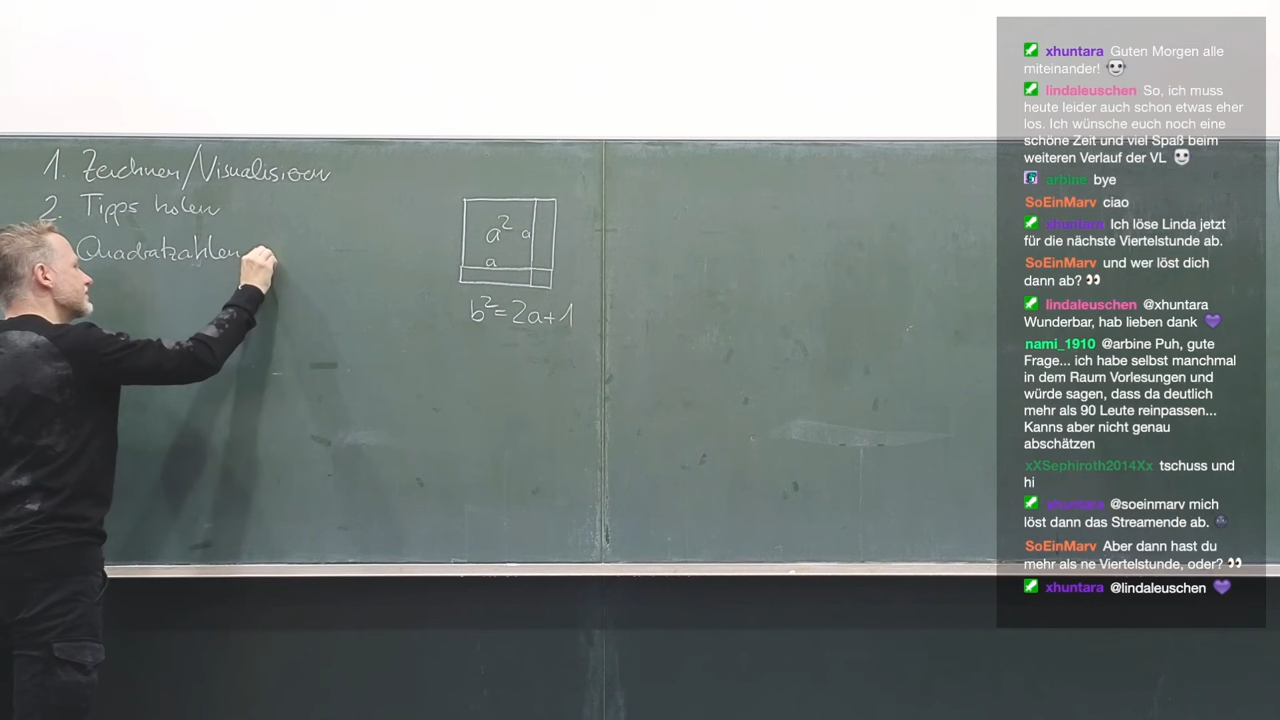 1. Zeichnen/Visualisieren
2. Tipps holen
Quadratzahlen
a² a
a
b²=2a+1
xhuntara Guten Morgen alle
miteinander!
lindaleuschen So, ich muss
heute leider auch schon etwas eher
los. Ich wünsche euch noch eine
schöne Zeit und viel Spaß beim
weiteren Verlauf der VL
arbine bye
SoEinMarv ciao
xhuntara Ich löse Linda jetzt
für die nächste Viertelstunde ab.
SoEinMarv und wer löst dich
dann ab? 👀
lindaleuschen @xhuntara
Wunderbar, hab lieben dank 💜
nami_1910 @arbine Puh, gute
Frage... ich habe selbst manchmal
in dem Raum Vorlesungen und
würde sagen, dass da deutlich
mehr als 90 Leute reinpassen...
Kanns aber nicht genau
abschätzen
xXSephiroth2014Xx tschuss und
hi
xhuntara @soeinmarv mich
löst dann das Streamende ab.
SoEinMarv Aber dann hast du
mehr als ne Viertelstunde, oder? 👀
xhuntara @lindaleuschen 💜